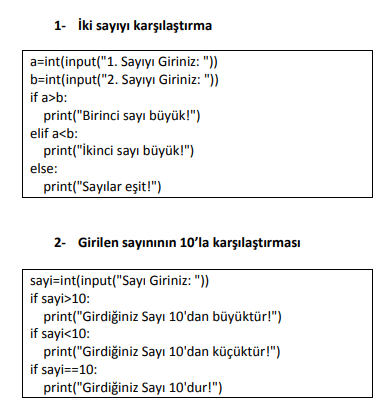 1- İki sayıyı karşılaştırma
a=int(input("1. Sayıyı Giriniz: "))
b=int(input("2. Sayıyı Giriniz: "))
if a>b:
    print("Birinci sayı büyük!")
elif a<b:
    print("İkinci sayı büyük!")
else:
    print("Sayılar eşit!")
2- Girilen sayınının 10’la karşılaştırması
sayi=int(input("Sayı Giriniz: "))
if sayi>10:
    print("Girdiğiniz Sayı 10'dan büyüktür!")
if sayi<10:
    print("Girdiğiniz Sayı 10'dan küçüktür!")
if sayi==10:
    print("Girdiğiniz Sayı 10'dur!")